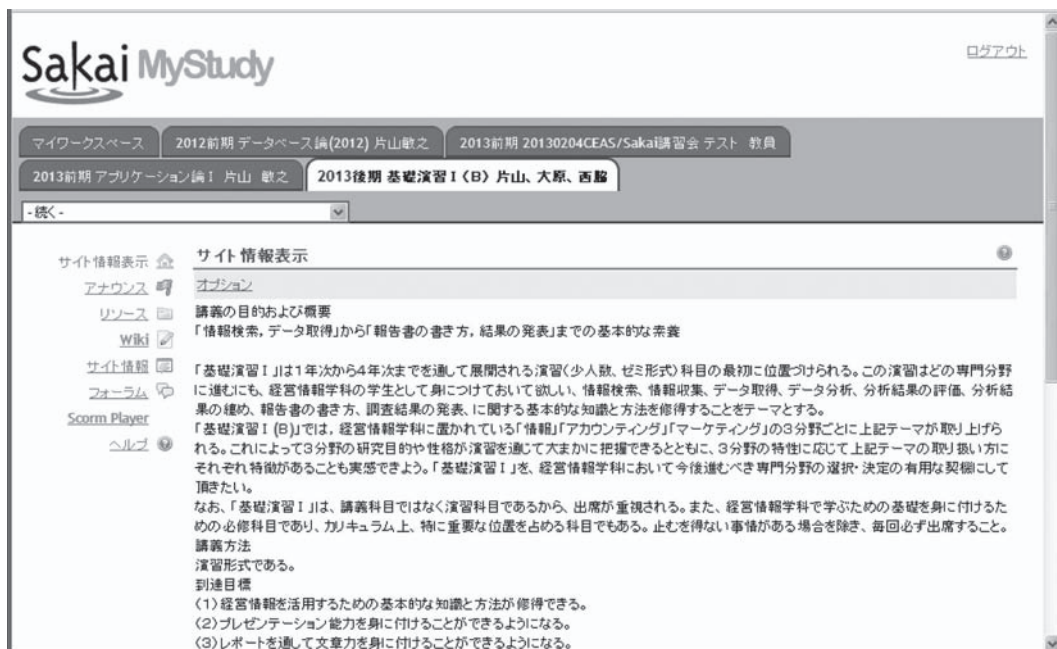 Sakai MyStudy
ログアウト
マイワークスペース
2012前期 データベース論(2012) 片山敏之
2013前期 20130204CEAS/Sakai講習会 テスト 教員
2013前期 アプリケーション論Ⅰ 片山 敏之
2013後期 基礎演習Ⅰ〈B〉 片山、大原、西脇
-続く-
サイト情報表示
アナウンス
リソース
Wiki
サイト情報
フォーラム
Scorm Player
ヘルプ
サイト情報表示
オプション
講義の目的および概要
「情報検索，データ取得」から「報告書の書き方，結果の発表」までの基本的な素養
「基礎演習Ⅰ」は１年次から４年次までを通して展開される演習（少人数、ゼミ形式）科目の最初に位置づけられる。この演習はどの専門分野
に進むにも、経営情報学科の学生として身につけておいて欲しい、情報検索、情報収集、データ取得、データ分析、分析結果の評価、分析結
果の纏め、報告書の書き方、調査結果の発表、に関する基本的な知識と方法を修得することをテーマとする。
「基礎演習Ⅰ(B)」では，経営情報学科に置かれている「情報」「アカウンティング」「マーケティング」の３分野ごとに上記テーマが取り上げら
れる。これによって３分野の研究目的や性格が演習を通じて大まかに把握できるとともに、３分野の特性に応じて上記テーマの取り扱い方に
それぞれ特徴があることも実感できよう。「基礎演習Ⅰ」を、経営情報学科において今後進むべき専門分野の選択・決定の有用な契機にして
頂きたい。
なお、「基礎演習Ⅰ」は、講義科目ではなく演習科目であるから、出席が重視される。また、経営情報学科で学ぶための基礎を身に付けるた
めの必修科目であり、カリキュラム上、特に重要な位置を占める科目でもある。止むを得ない事情がある場合を除き、毎回必ず出席すること。
講義方法
演習形式である。
到達目標
〈１〉経営情報を活用するための基本的な知識と方法が修得できる。
〈２〉プレゼンテーション能力を身に付けることができるようになる。
〈３〉レポートを通して文章力を身に付けることができるようになる。